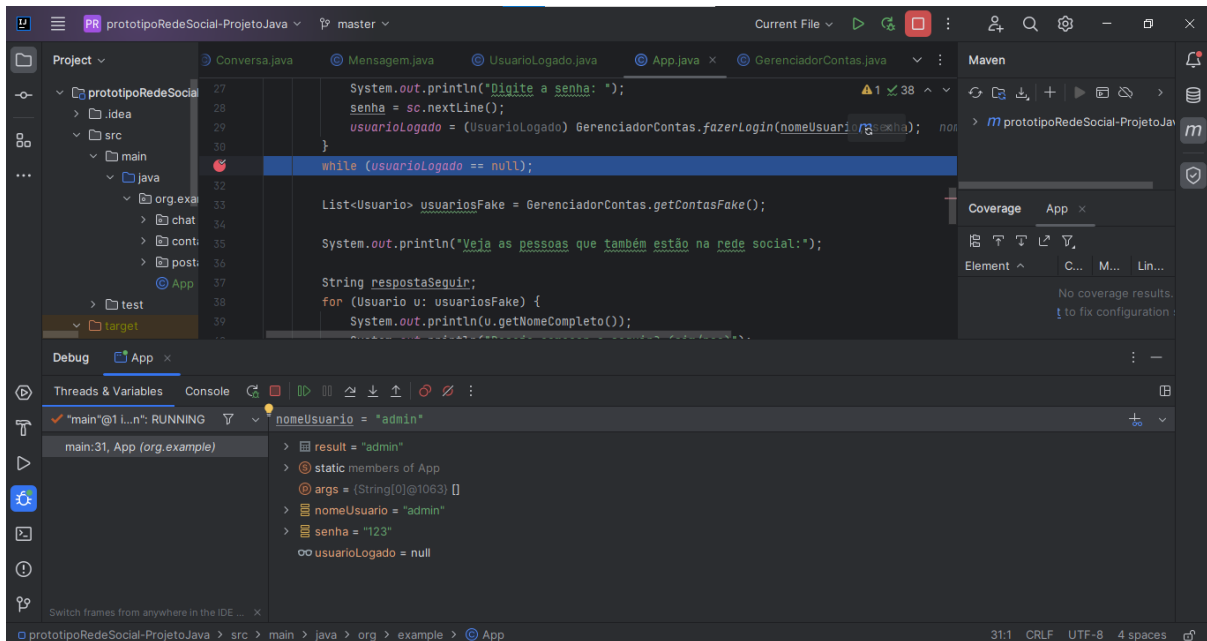 PR prototipoRedeSocial-ProjetoJava master Current File
Project
Conversa.java Mensagem.java UsuarioLogado.java App.java GerenciadorContas.java
Maven
prototipoRedeSocial
.idea
src
main
java
org.exa
chat
conta
posta
App
test
target
27 System.out.println("Digite a senha: ");
1 38
28 senha = sc.nextLine();
29 usuarioLogado = (UsuarioLogado) GerenciadorContas.fazerLogin(nomeUsuario, senha);
30 }
while (usuarioLogado == null);
32
33 List<Usuario> usuariosFake = GerenciadorContas.getContasFake();
34
35 System.out.println("Veja as pessoas que também estão na rede social:");
36
37 String respostaSeguir;
38 for (Usuario u: usuariosFake) {
39 System.out.println(u.getNomeCompleto());
m prototipoRedeSocial-ProjetoJav
Coverage App
Element C... M... Lin...
No coverage results.
t to fix configuration
Debug App
Threads & Variables Console
"main"@1 i...n": RUNNING
main:31, App (org.example)
nomeUsuario = "admin"
result = "admin"
static members of App
args = {String[0]@1063} []
nomeUsuario = "admin"
senha = "123"
usuarioLogado = null
Switch frames from anywhere in the IDE ...
prototipoRedeSocial-ProjetoJava > src > main > java > org > example > App
31:1 CRLF UTF-8 4 spaces